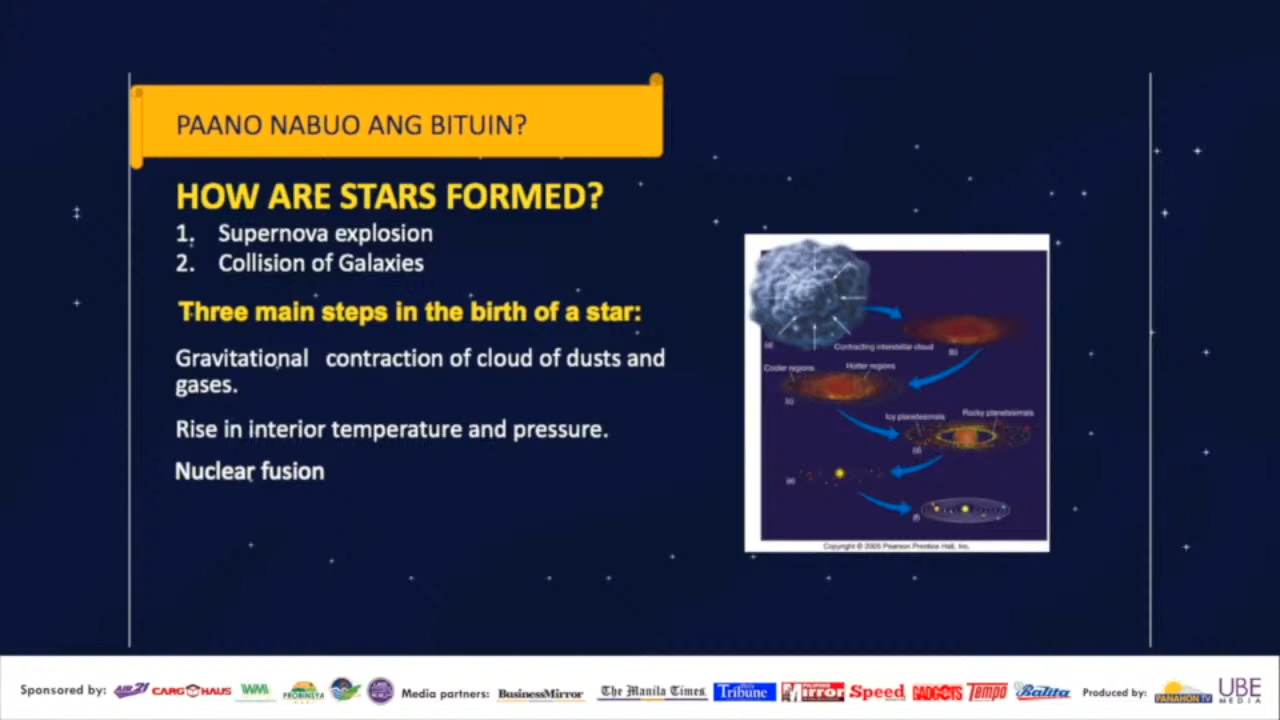 PAANO NABUO ANG BITUIN?
HOW ARE STARS FORMED?
1. Supernova explosion
2. Collision of Galaxies
Three main steps in the birth of a star:
Gravitational contraction of cloud of dusts and
gases.
Rise in interior temperature and pressure.
Nuclear fusion
(a)
Contracting interstellar cloud
(b)
Cooler regions
Hotter regions
(c)
Icy planetesimals
Rocky planetesimals
(d)
(e)
(f)
Copyright © 2005 Pearson Prentice Hall, Inc.
Sponsored by: AIR21 CARGOHAUS WMI PROBINSYA Media partners: BusinessMirror The Manila Times Tribune Mirror Speed GADGETS Tempo Balita Produced by: PANAHON TV UBE MEDIA